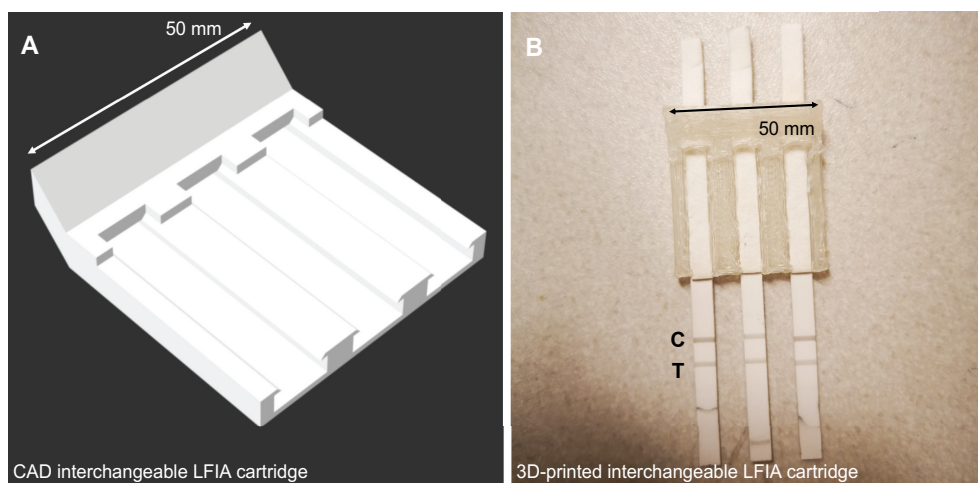 A
50 mm
CAD interchangeable LFIA cartridge
B
50 mm
C
T
3D-printed interchangeable LFIA cartridge